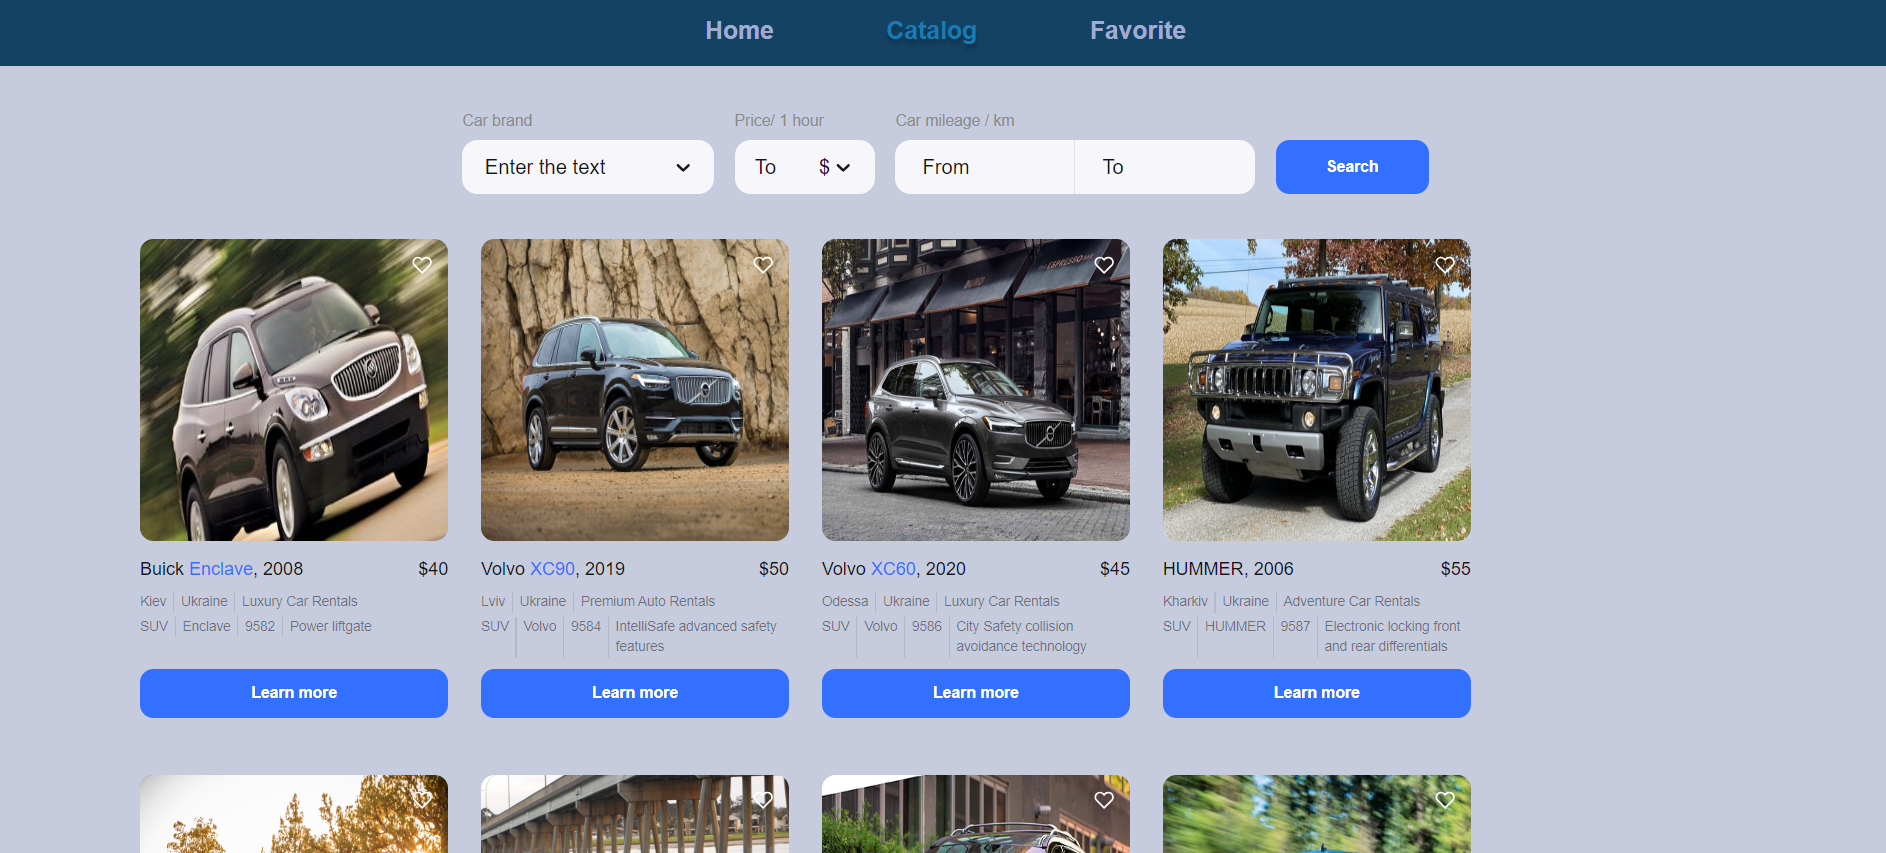 Home Catalog Favorite
Car brand Price/ 1 hour Car mileage / km
Enter the text To $ From To Search
ESPRESSO BAR
Buick Enclave, 2008 $40
Kiev Ukraine Luxury Car Rentals
SUV Enclave 9582 Power liftgate
Learn more
Volvo XC90, 2019 $50
Lviv Ukraine Premium Auto Rentals
SUV Volvo 9584 IntelliSafe advanced safety
features
Learn more
Volvo XC60, 2020 $45
Odessa Ukraine Luxury Car Rentals
SUV Volvo 9586 City Safety collision
avoidance technology
Learn more
HUMMER, 2006 $55
Kharkiv Ukraine Adventure Car Rentals
SUV HUMMER 9587 Electronic locking front
and rear differentials
Learn more